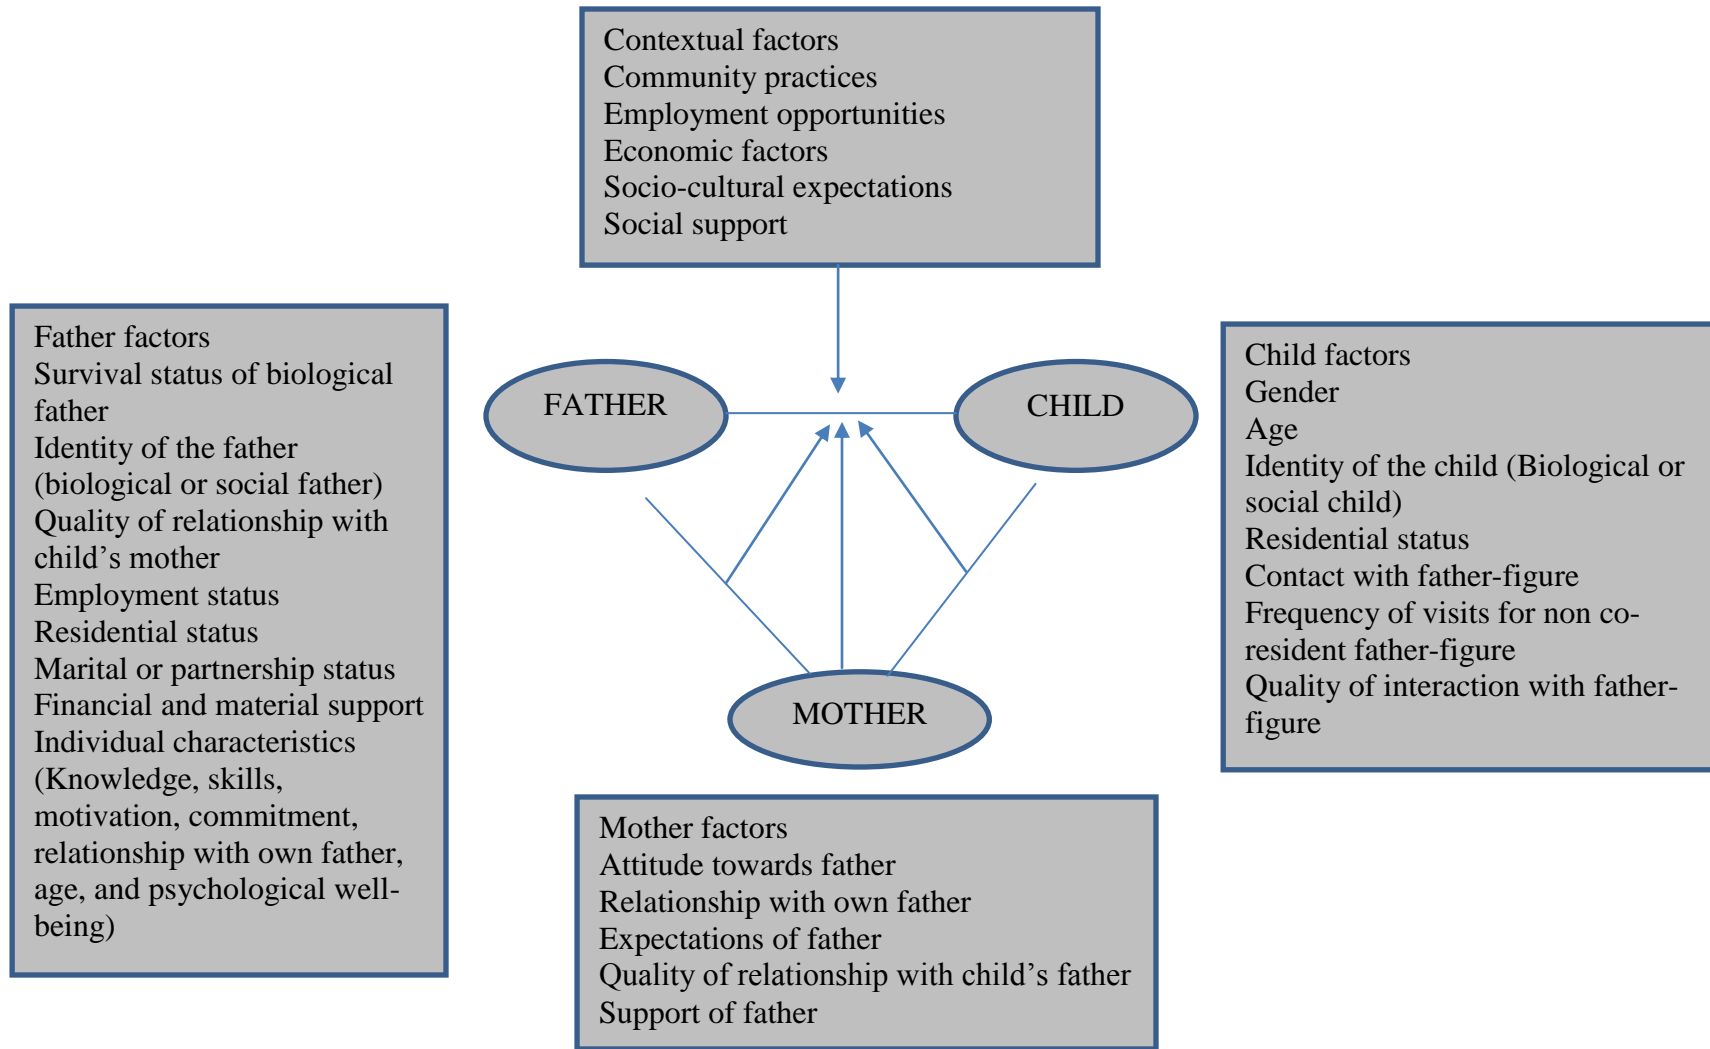 Contextual factors
Community practices
Employment opportunities
Economic factors
Socio-cultural expectations
Social support
Father factors
Survival status of biological
father
Identity of the father
(biological or social father)
Quality of relationship with
child’s mother
Employment status
Residential status
Marital or partnership status
Financial and material support
Individual characteristics
(Knowledge, skills,
motivation, commitment,
relationship with own father,
age, and psychological well-
being)
FATHER
CHILD
MOTHER
Child factors
Gender
Age
Identity of the child (Biological or
social child)
Residential status
Contact with father-figure
Frequency of visits for non co-
resident father-figure
Quality of interaction with father-
figure
Mother factors
Attitude towards father
Relationship with own father
Expectations of father
Quality of relationship with child’s father
Support of father